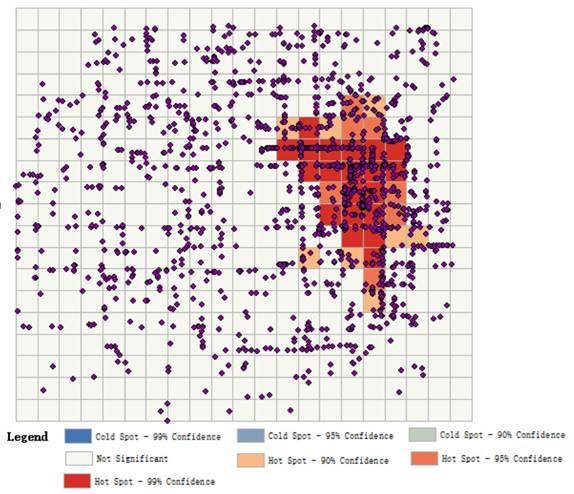 Legend
Cold Spot - 99% Confidence
Cold Spot - 95% Confidence
Cold Spot - 90% Confidence
Not Significant
Hot Spot - 90% Confidence
Hot Spot - 95% Confidence
Hot Spot - 99% Confidence